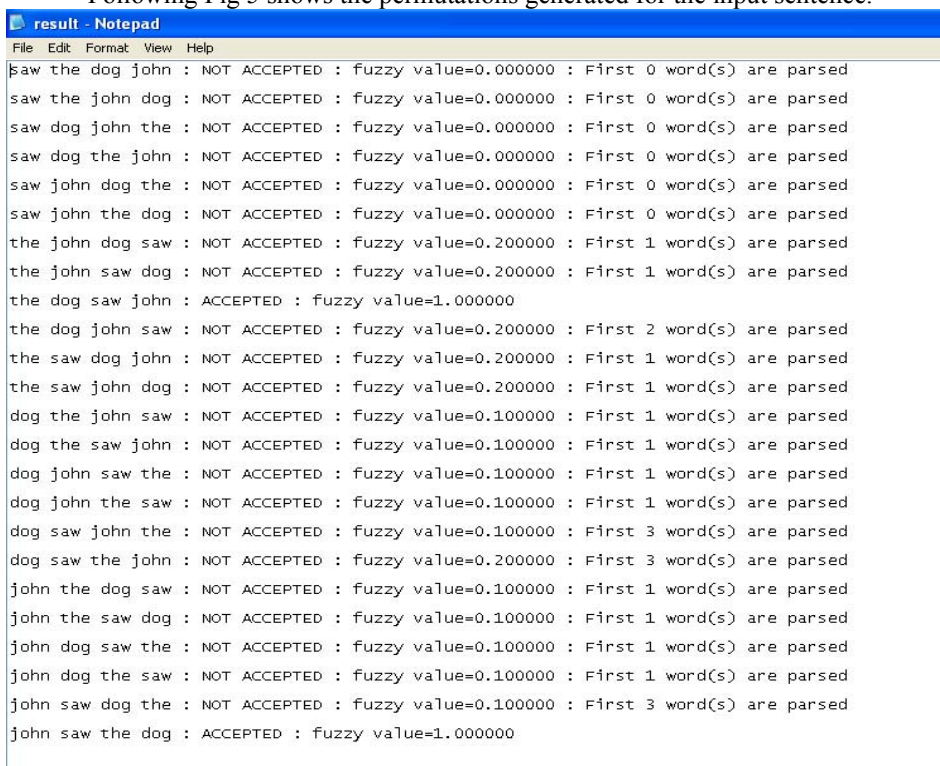 Following Fig 5 shows the permutations generated for the input sentence.
result - Notepad
File Edit Format View Help
saw the dog john : NOT ACCEPTED : fuzzy value=0.000000 : First 0 word(s) are parsed
saw the john dog : NOT ACCEPTED : fuzzy value=0.000000 : First 0 word(s) are parsed
saw dog john the : NOT ACCEPTED : fuzzy value=0.000000 : First 0 word(s) are parsed
saw dog the john : NOT ACCEPTED : fuzzy value=0.000000 : First 0 word(s) are parsed
saw john dog the : NOT ACCEPTED : fuzzy value=0.000000 : First 0 word(s) are parsed
saw john the dog : NOT ACCEPTED : fuzzy value=0.000000 : First 0 word(s) are parsed
the john dog saw : NOT ACCEPTED : fuzzy value=0.200000 : First 1 word(s) are parsed
the john saw dog : NOT ACCEPTED : fuzzy value=0.200000 : First 1 word(s) are parsed
the dog saw john : ACCEPTED : fuzzy value=1.000000
the dog john saw : NOT ACCEPTED : fuzzy value=0.200000 : First 2 word(s) are parsed
the saw dog john : NOT ACCEPTED : fuzzy value=0.200000 : First 1 word(s) are parsed
the saw john dog : NOT ACCEPTED : fuzzy value=0.200000 : First 1 word(s) are parsed
dog the john saw : NOT ACCEPTED : fuzzy value=0.100000 : First 1 word(s) are parsed
dog the saw john : NOT ACCEPTED : fuzzy value=0.100000 : First 1 word(s) are parsed
dog john saw the : NOT ACCEPTED : fuzzy value=0.100000 : First 1 word(s) are parsed
dog john the saw : NOT ACCEPTED : fuzzy value=0.100000 : First 1 word(s) are parsed
dog saw john the : NOT ACCEPTED : fuzzy value=0.100000 : First 3 word(s) are parsed
dog saw the john : NOT ACCEPTED : fuzzy value=0.200000 : First 3 word(s) are parsed
john the dog saw : NOT ACCEPTED : fuzzy value=0.100000 : First 1 word(s) are parsed
john the saw dog : NOT ACCEPTED : fuzzy value=0.100000 : First 1 word(s) are parsed
john dog saw the : NOT ACCEPTED : fuzzy value=0.100000 : First 1 word(s) are parsed
john dog the saw : NOT ACCEPTED : fuzzy value=0.100000 : First 1 word(s) are parsed
john saw dog the : NOT ACCEPTED : fuzzy value=0.100000 : First 3 word(s) are parsed
john saw the dog : ACCEPTED : fuzzy value=1.000000